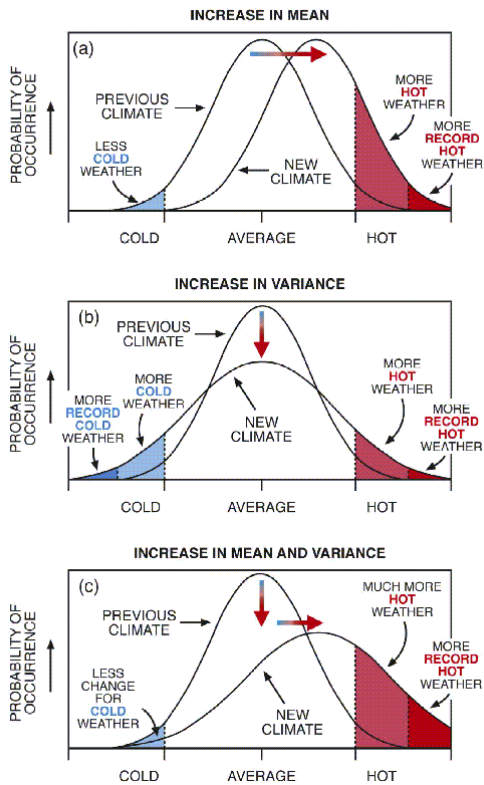 INCREASE IN MEAN
(a)
PREVIOUS
CLIMATE
LESS
COLD
WEATHER
NEW
CLIMATE
MORE
HOT
WEATHER
MORE
RECORD
HOT
WEATHER
PROBABILITY OF
OCCURRENCE
COLD AVERAGE HOT
INCREASE IN VARIANCE
(b)
PREVIOUS
CLIMATE
MORE
RECORD
COLD
WEATHER
MORE
COLD
WEATHER
NEW
CLIMATE
MORE
HOT
WEATHER
MORE
RECORD
HOT
WEATHER
PROBABILITY OF
OCCURRENCE
COLD AVERAGE HOT
INCREASE IN MEAN AND VARIANCE
(c)
PREVIOUS
CLIMATE
LESS
CHANGE
FOR
COLD
WEATHER
NEW
CLIMATE
MUCH MORE
HOT
WEATHER
MORE
RECORD
HOT
WEATHER
PROBABILITY OF
OCCURRENCE
COLD AVERAGE HOT